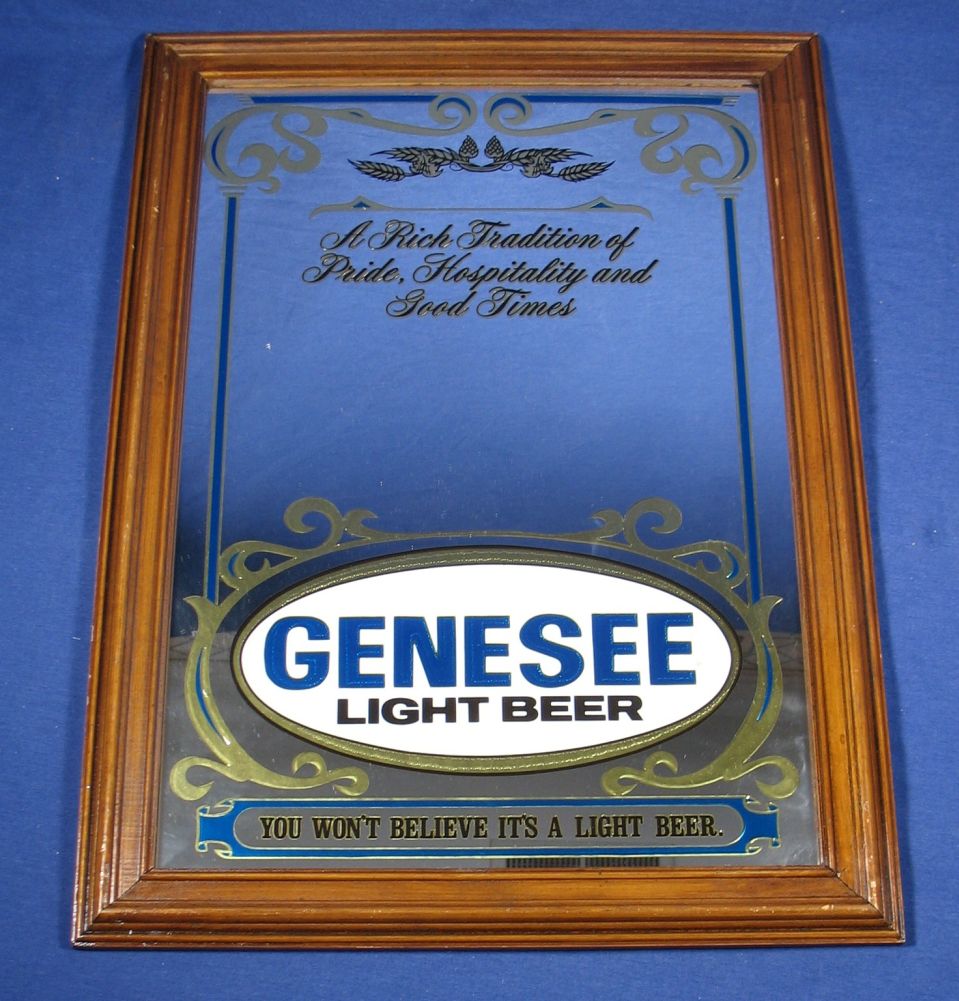 A Rich Tradition of
Pride, Hospitality and
Good Times
GENESEE
LIGHT BEER
YOU WON'T BELIEVE IT'S A LIGHT BEER.